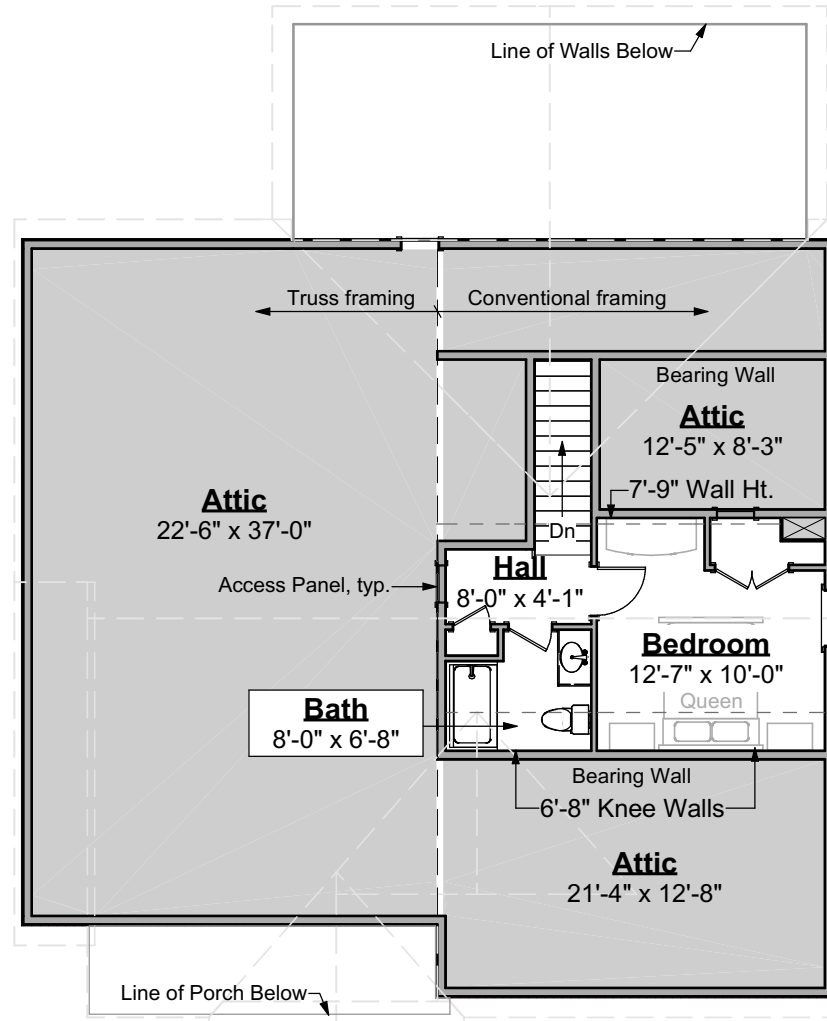 Line of Walls Below
Truss framing
Conventional framing
Bearing Wall
Attic
12'-5" x 8'-3"
7'-9" Wall Ht.
Attic
22'-6" x 37'-0"
Dn
Hall
8'-0" x 4'-1"
Access Panel, typ.
Bedroom
12'-7" x 10'-0"
Queen
Bath
8'-0" x 6'-8"
Bearing Wall
6'-8" Knee Walls
Attic
21'-4" x 12'-8"
Line of Porch Below